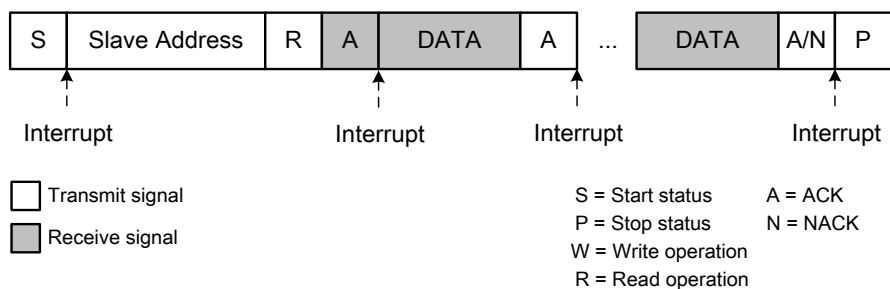 S Slave Address R A DATA A ... DATA A/N P
Interrupt Interrupt Interrupt Interrupt
Transmit signal
Receive signal
S = Start status A = ACK
P = Stop status N = NACK
W = Write operation
R = Read operation